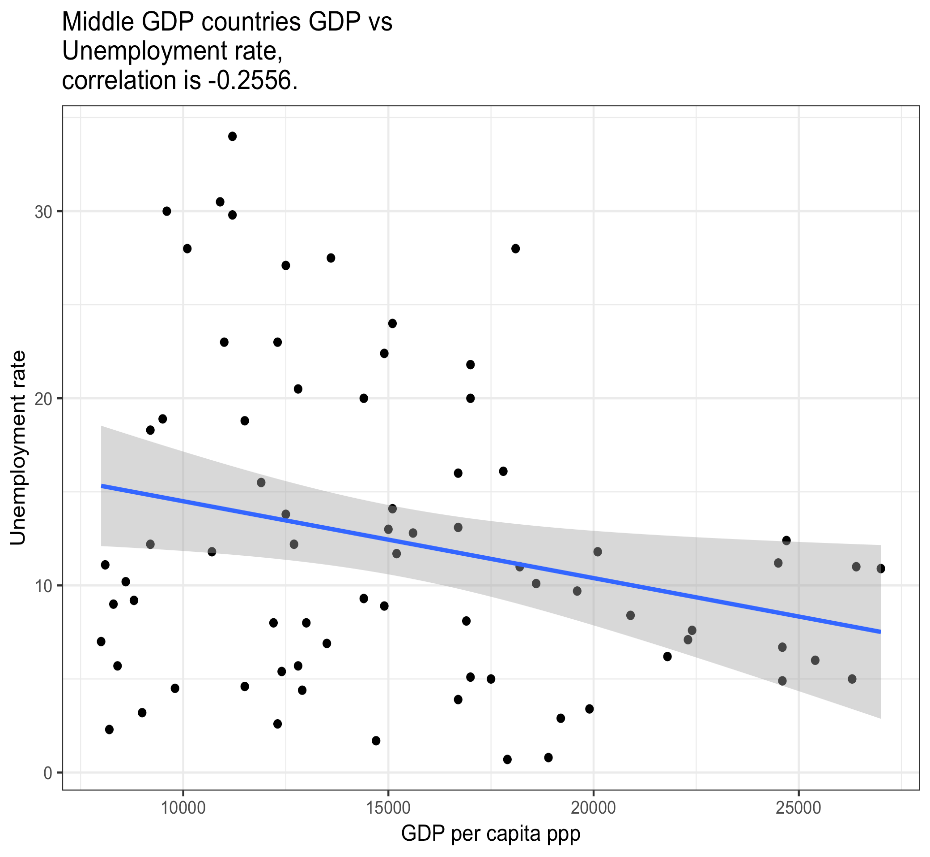 Middle GDP countries GDP vs
Unemployment rate,
correlation is -0.2556.
Unemployment rate
30
20
10
0
10000 15000 20000 25000
GDP per capita ppp